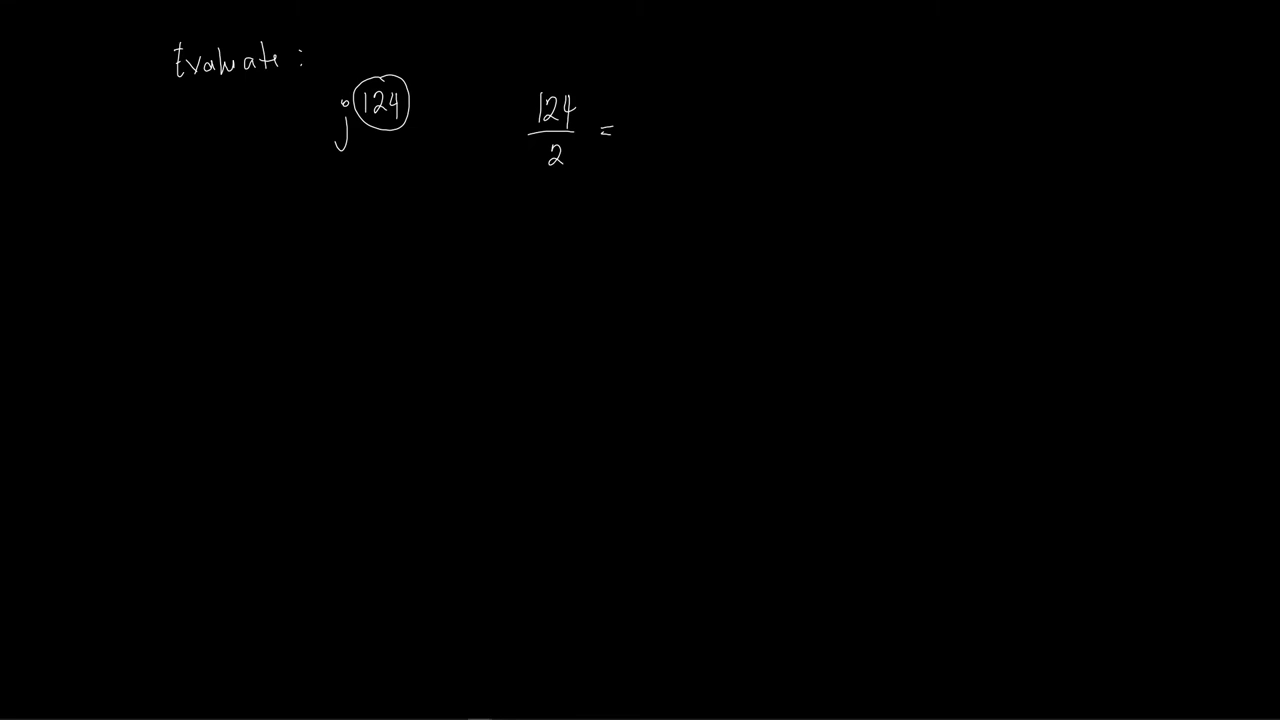 Evaluate :
j^124 124/2 =